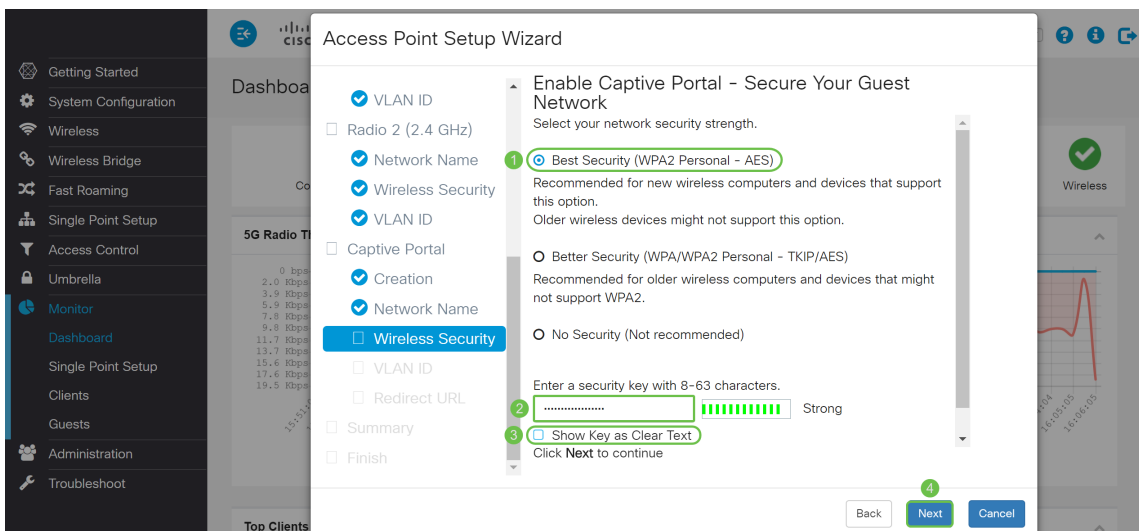 CISC
Access Point Setup Wizard
Getting Started
System Configuration
Wireless
Wireless Bridge
Fast Roaming
Single Point Setup
Access Control
Umbrella
Monitor
Dashboard
Single Point Setup
Clients
Guests
Administration
Troubleshoot
Dashboa
Co
5G Radio T
0 bps
2.0 Kbps
3.9 Kbps
5.9 Kbps
7.8 Kbps
9.8 Kbps
11.7 Kbps
13.7 Kbps
15.6 Kbps
17.6 Kbps
19.5 Kbps
Top Clients
VLAN ID
Radio 2 (2.4 GHz)
Network Name
Wireless Security
VLAN ID
Captive Portal
Creation
Network Name
Wireless Security
VLAN ID
Redirect URL
Summary
Finish
Enable Captive Portal - Secure Your Guest
Network
Select your network security strength.
1 Best Security (WPA2 Personal - AES)
Recommended for new wireless computers and devices that support
this option.
Older wireless devices might not support this option.
Better Security (WPA/WPA2 Personal - TKIP/AES)
Recommended for older wireless computers and devices that might
not support WPA2.
No Security (Not recommended)
Enter a security key with 8-63 characters.
2 Strong
3 Show Key as Clear Text
Click Next to continue
4
Back Next Cancel
Wireless
16:05:05
16:06:05